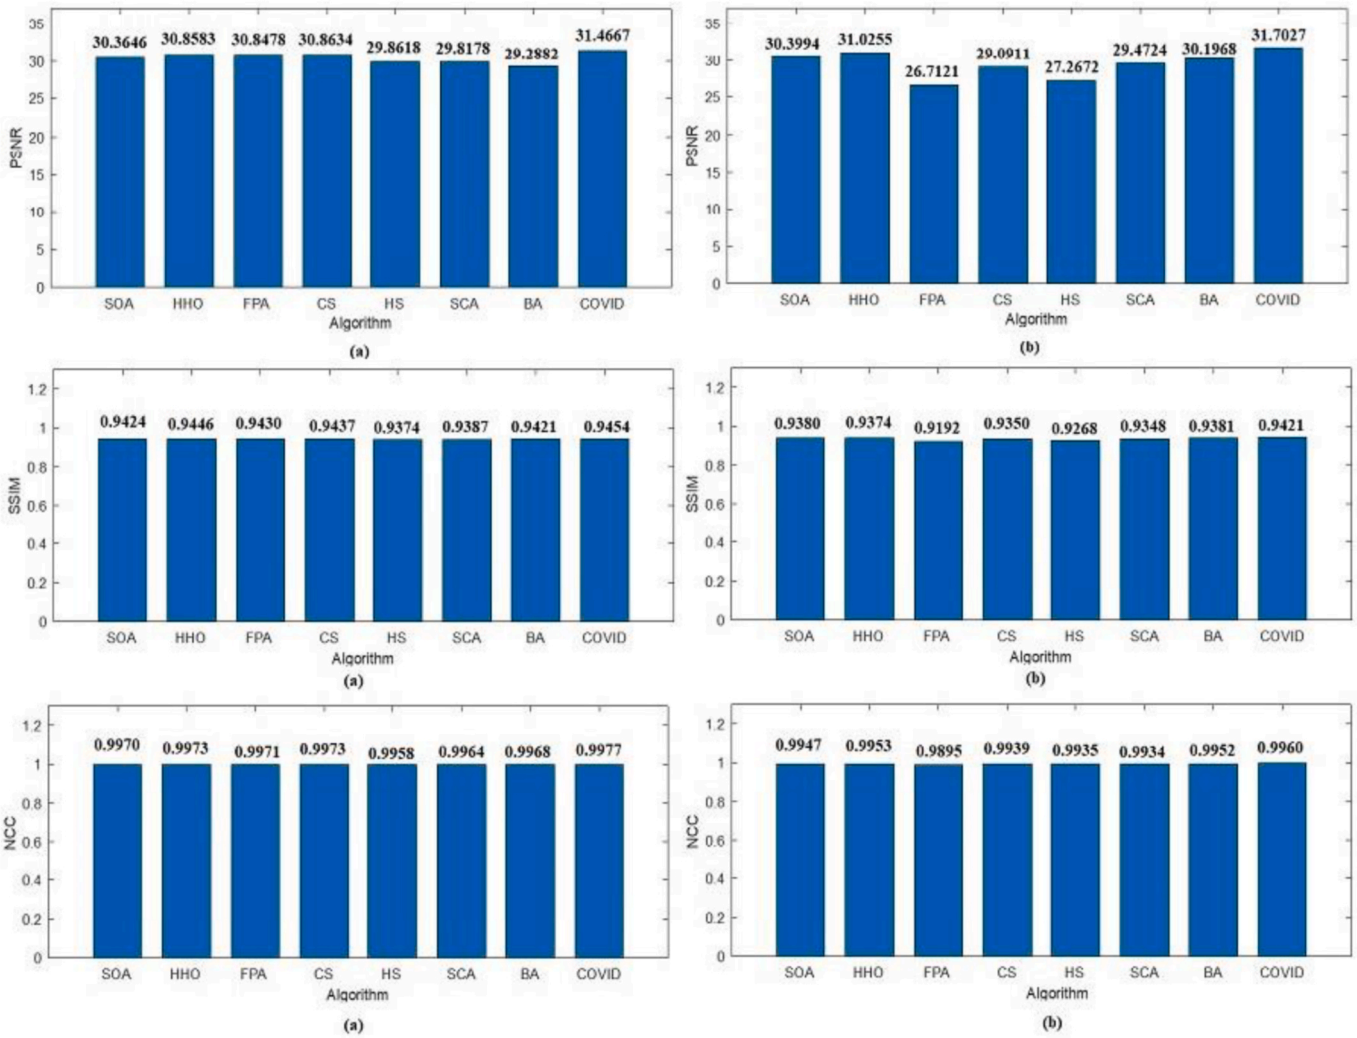 35
30
25
20
15
10
5
0
PSNR
30.3646 30.8583 30.8478 30.8634 29.8618 29.8178 29.2882 31.4667
SOA HHO FPA CS HS SCA BA COVID
Algorithm
(a)
35
30
25
20
15
10
5
0
PSNR
30.3994 31.0255 26.7121 29.0911 27.2672 29.4724 30.1968 31.7027
SOA HHO FPA CS HS SCA BA COVID
Algorithm
(b)
1.2
1
0.8
0.6
0.4
0.2
0
SSIM
0.9424 0.9446 0.9430 0.9437 0.9374 0.9387 0.9421 0.9454
SOA HHO FPA CS HS SCA BA COVID
Algorithm
(a)
1.2
1
0.8
0.6
0.4
0.2
0
SSIM
0.9380 0.9374 0.9192 0.9350 0.9268 0.9348 0.9381 0.9421
SOA HHO FPA CS HS SCA BA COVID
Algorithm
(b)
1.2
1
0.8
0.6
0.4
0.2
0
NCC
0.9970 0.9973 0.9971 0.9973 0.9958 0.9964 0.9968 0.9977
SOA HHO FPA CS HS SCA BA COVID
Algorithm
(a)
1.2
1
0.8
0.6
0.4
0.2
0
NCC
0.9947 0.9953 0.9895 0.9939 0.9935 0.9934 0.9952 0.9960
SOA HHO FPA CS HS SCA BA COVID
Algorithm
(b)